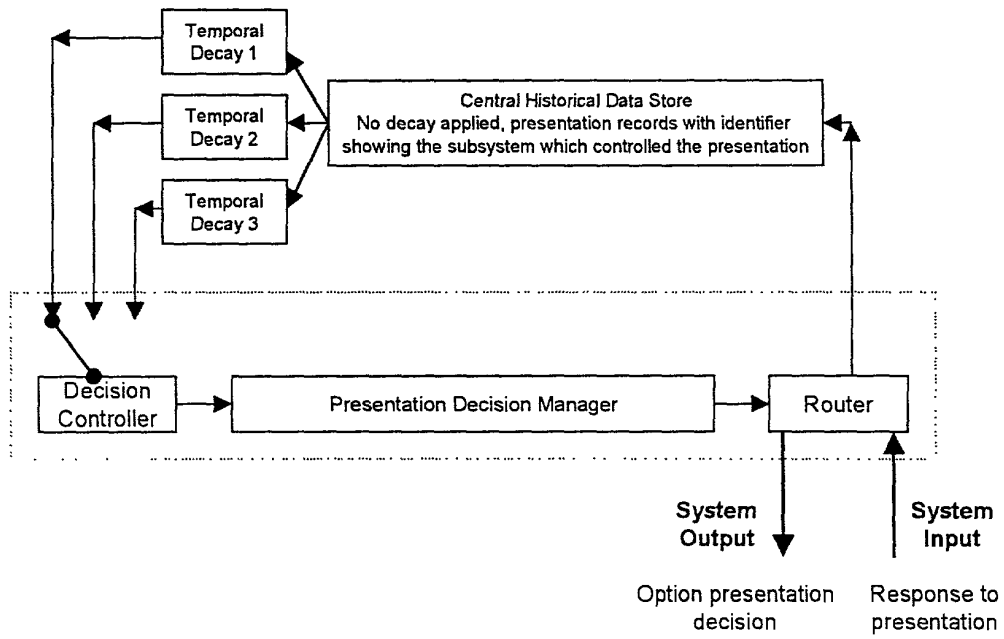 Temporal
Decay 1
Central Historical Data Store
No decay applied, presentation records with identifier
showing the subsystem which controlled the presentation
Temporal
Decay 2
Temporal
Decay 3
Decision
Controller
Presentation Decision Manager
Router
System
Output
System
Input
Option presentation
decision
Response to
presentation